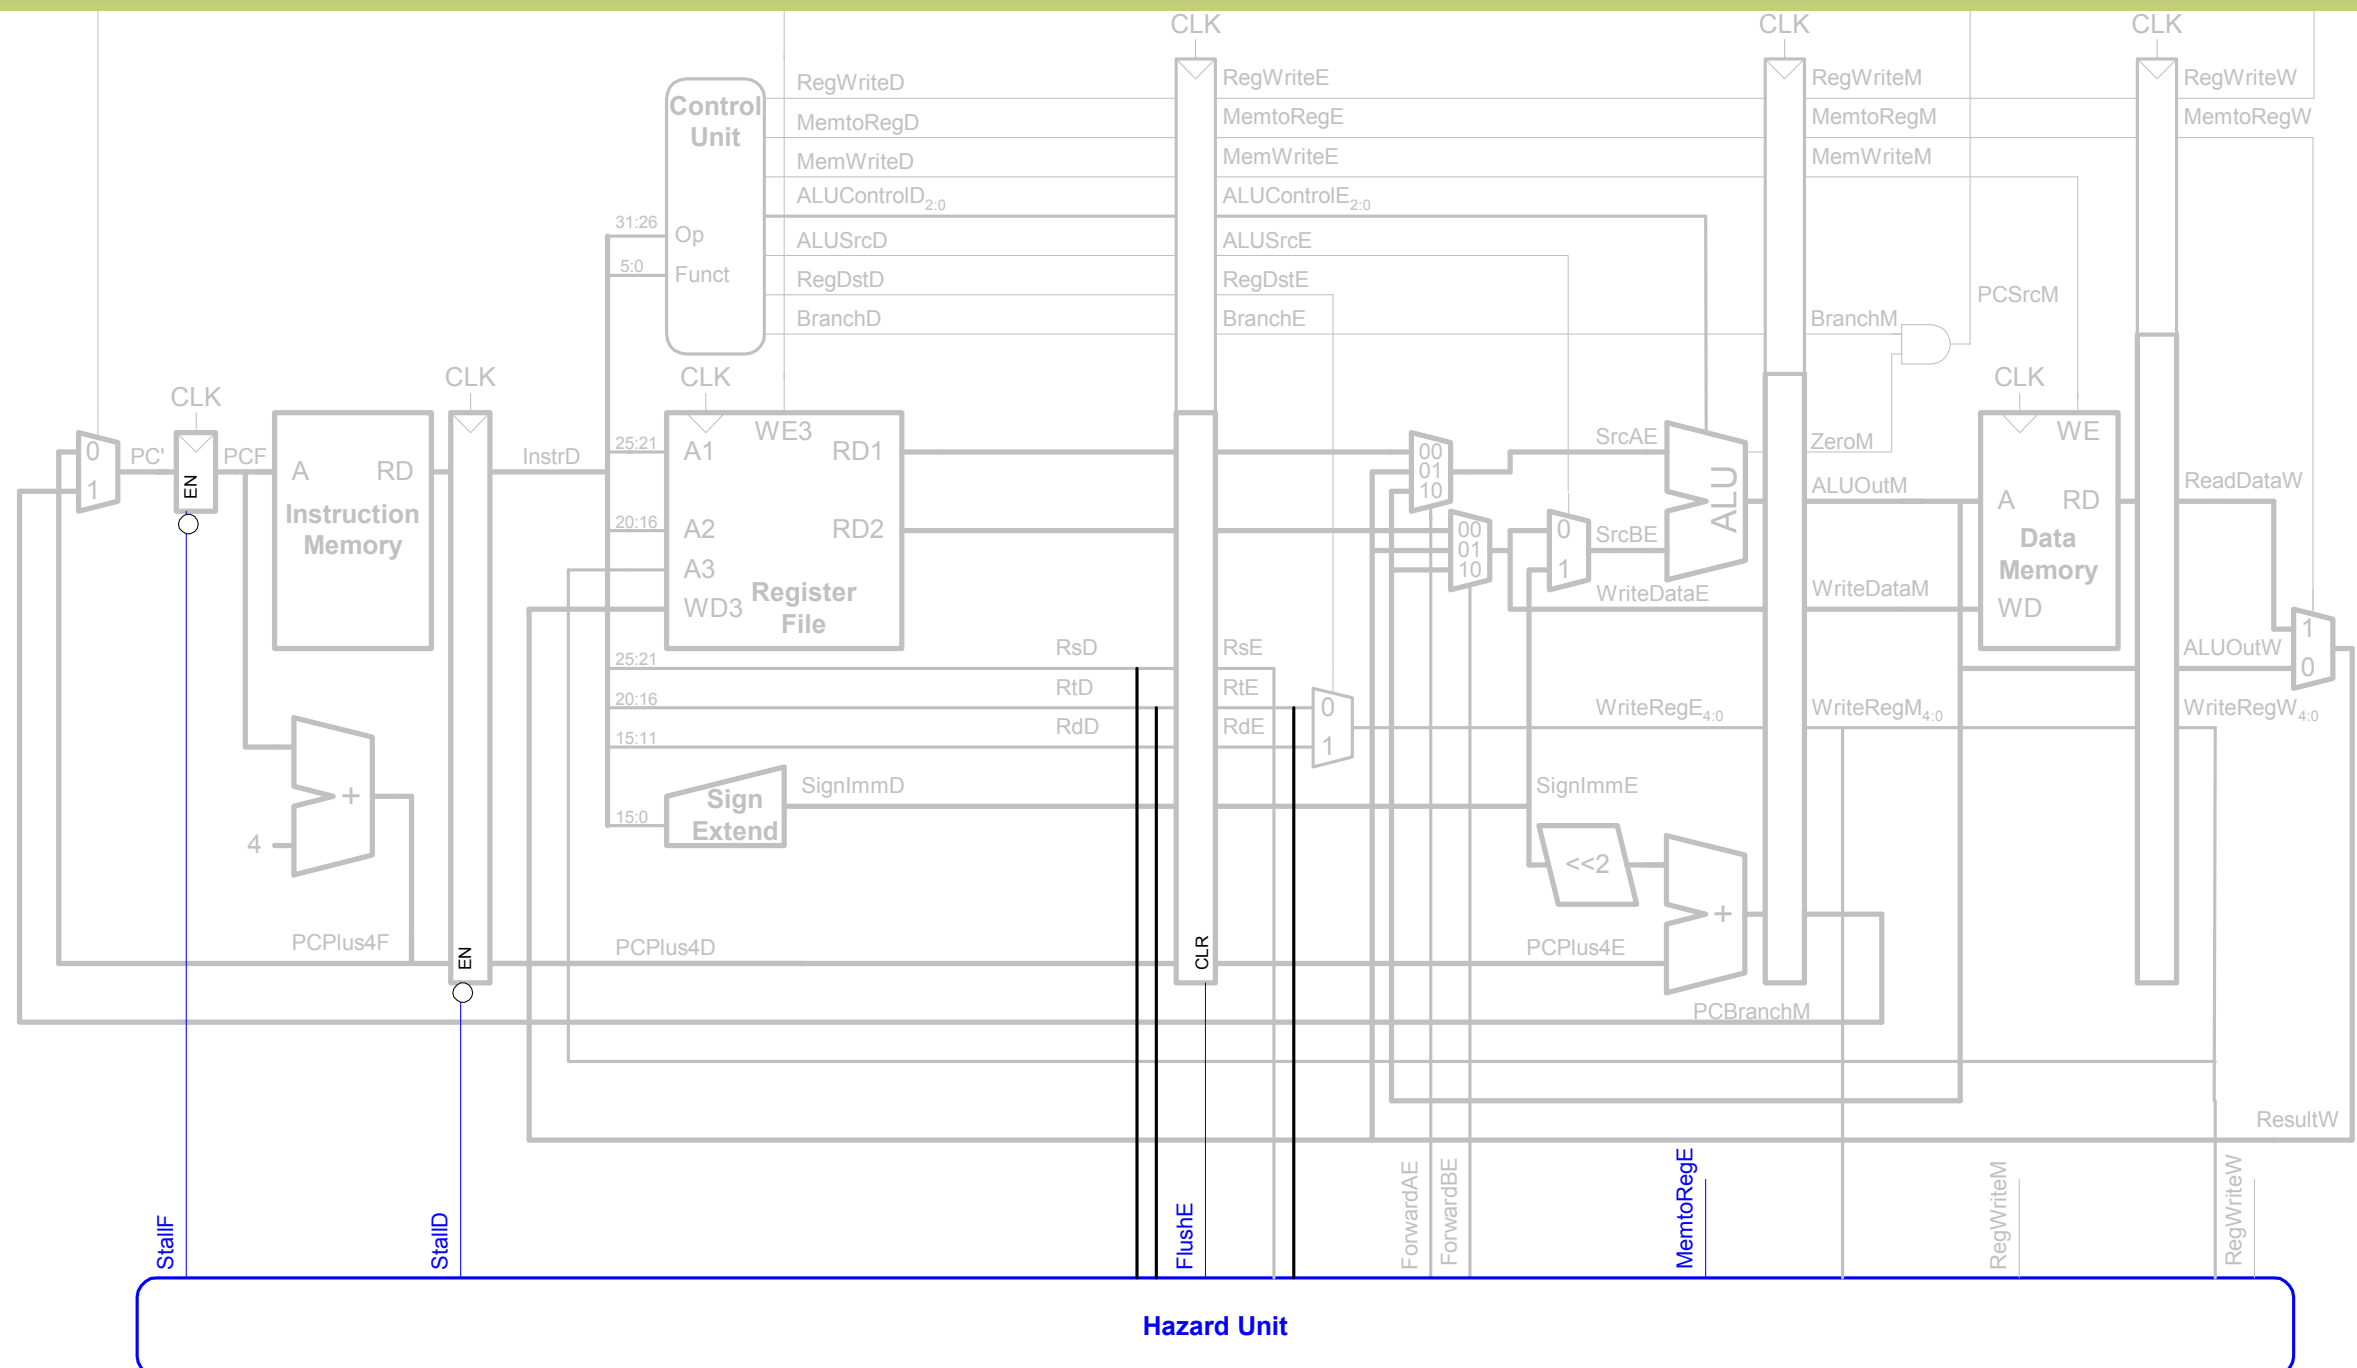 CLK
CLK
CLK
Control
Unit
RegWriteD
MemtoRegD
MemWriteD
ALUControlD2:0
ALUSrcD
RegDstD
BranchD
31:26
Op
5:0
Funct
RegWriteE
MemtoRegE
MemWriteE
ALUControlE2:0
ALUSrcE
RegDstE
BranchE
RegWriteM
MemtoRegM
MemWriteM
BranchM
PCSrcM
RegWriteW
MemtoRegW
CLK
CLK
CLK
CLK
0
1
PC'
EN
PCF
A
RD
Instruction
Memory
InstrD
25:21
A1
WE3
RD1
20:16
A2
RD2
A3
WD3
Register
File
00
01
10
00
01
10
0
1
SrcAE
SrcBE
ALU
WriteDataE
ZeroM
ALUOutM
WriteDataM
WE
A
RD
Data
Memory
WD
ReadDataW
1
0
ALUOutW
25:21
RsD
RsE
20:16
RtD
RtE
15:11
RdD
RdE
0
1
WriteRegE4:0
WriteRegM4:0
WriteRegW4:0
+
4
15:0
Sign
Extend
SignImmD
SignImmE
<<2
+
PCPlus4F
EN
PCPlus4D
CLR
PCPlus4E
PCBranchM
ResultW
StallF
StallD
FlushE
ForwardAE
ForwardBE
MemtoRegE
RegWriteM
RegWriteW
Hazard Unit